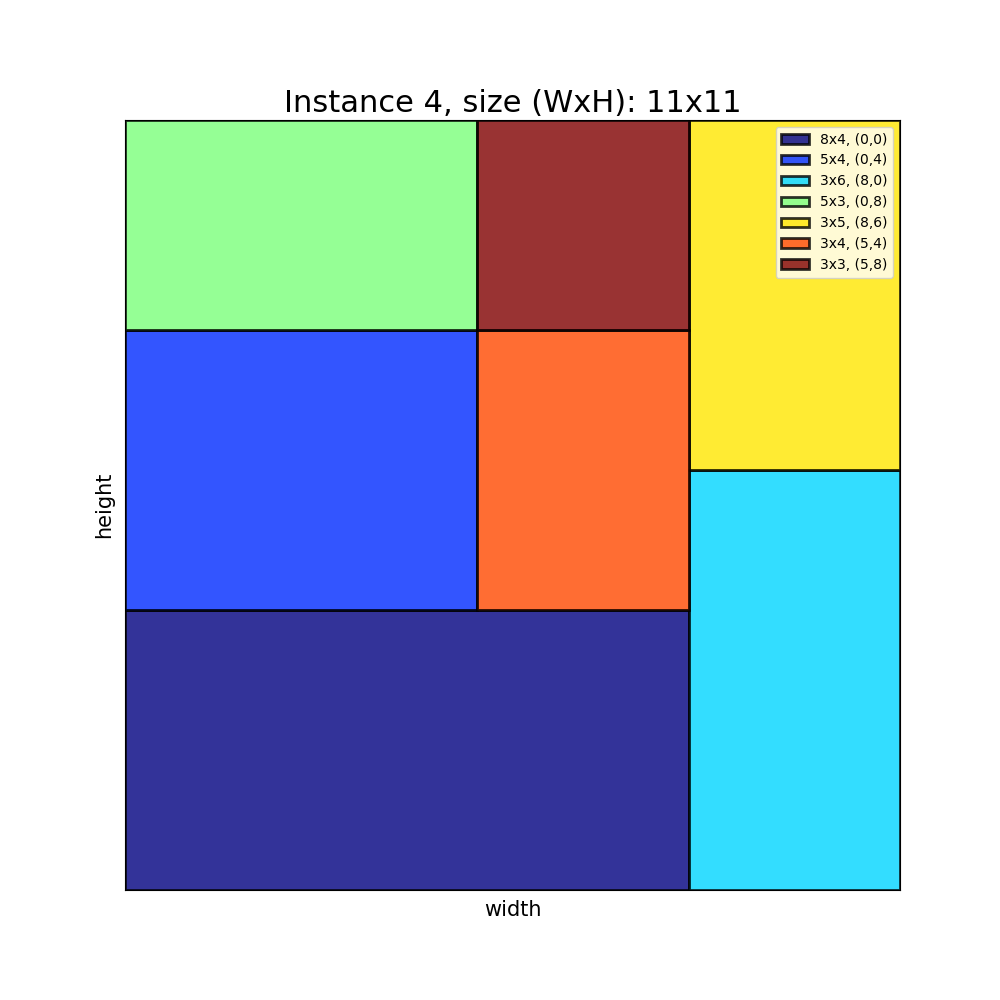 Instance 4, size (WxH): 11x11
8x4, (0,0)
5x4, (0,4)
3x6, (8,0)
5x3, (0,8)
3x5, (8,6)
3x4, (5,4)
3x3, (5,8)
height
width